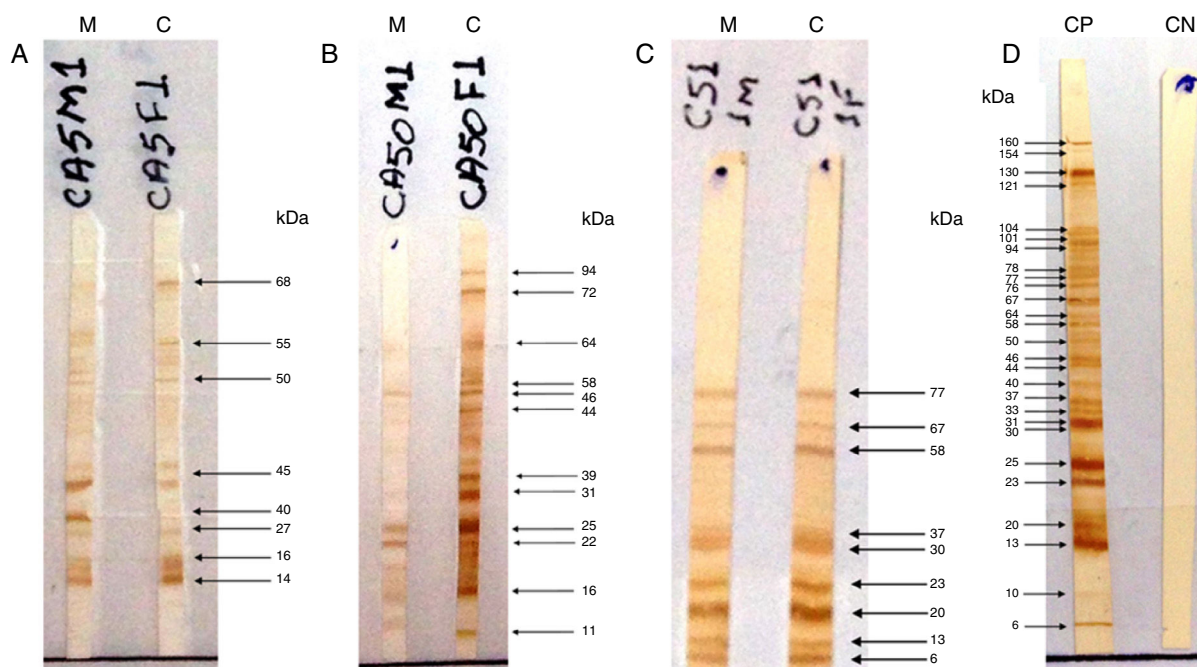 A
M
C
CA5M1
CA5F1
kDa
68
55
50
45
40
27
16
14
B
M
C
CA50M1
CA50F1
kDa
94
72
64
58
46
44
39
31
25
22
16
11
C
M
C
C51
1M
C51
1F
kDa
77
67
58
37
30
23
20
13
6
D
CP
CN
kDa
160
154
130
121
104
101
94
78
77
76
67
64
58
50
46
44
40
37
33
31
30
25
23
20
13
10
6